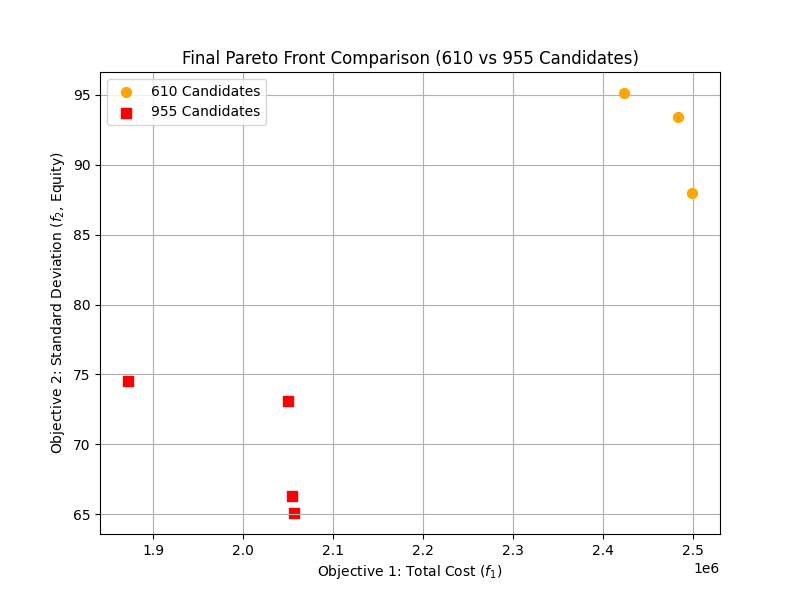 Final Pareto Front Comparison (610 vs 955 Candidates)
610 Candidates
955 Candidates
Objective 2: Standard Deviation (f₂, Equity)
95
90
85
80
75
70
65
1.9
2.0
2.1
2.2
2.3
2.4
2.5
1e6
Objective 1: Total Cost (f₁)